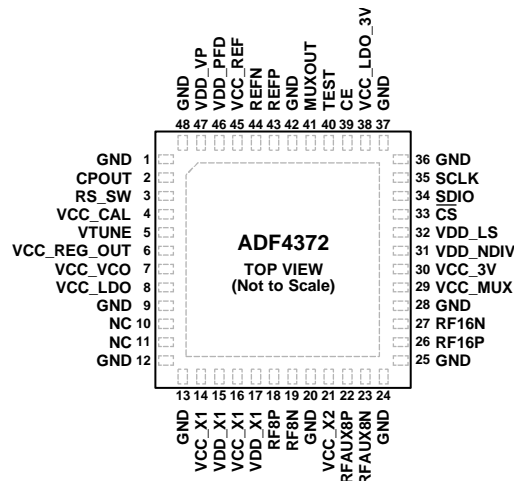 GND
VDD_VP
VDD_PFD
VCC_REF
REFN
REFP
GND
MUXOUT
TEST
CE
VCC_LDO_3V
GND
48 47 46 45 44 43 42 41 40 39 38 37
GND 1
CPOUT 2
RS_SW 3
VCC_CAL 4
VTUNE 5
VCC_REG_OUT 6
VCC_VCO 7
VCC_LDO 8
GND 9
NC 10
NC 11
GND 12
ADF4372
TOP VIEW
(Not to Scale)
36 GND
35 SCLK
34 SDIO
33 CS
32 VDD_LS
31 VDD_NDIV
30 VCC_3V
29 VCC_MUX
28 GND
27 RF16N
26 RF16P
25 GND
13 14 15 16 17 18 19 20 21 22 23 24
GND
VCC_X1
VDD_X1
VCC_X1
VDD_X1
RF8P
RF8N
GND
VCC_X2
RFAUX8P
RFAUX8N
GND